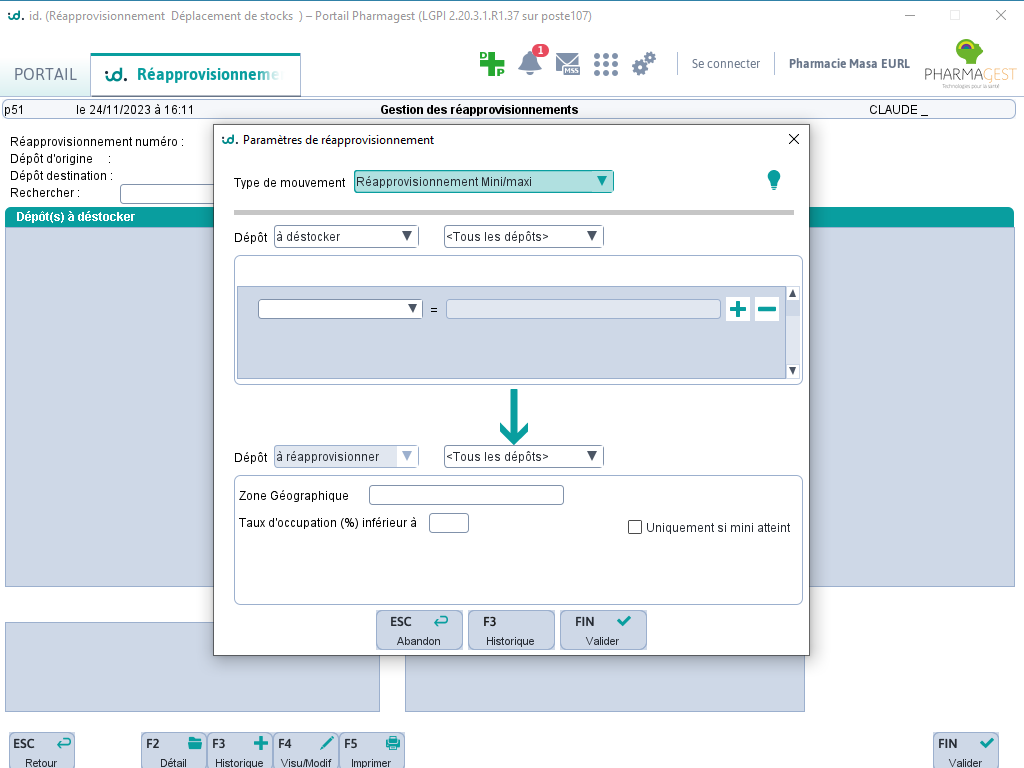 id. (Réapprovisionnement Déplacement de stocks ) – Portail Pharmagest (LGPI 2.20.3.1.R1.37 sur poste107)
PORTAIL
id. Réapprovisionneme
D P
1
MSS
Se connecter
Pharmacie Masa EURL
PHARMAGEST
Technologies pour la santé
p51 le 24/11/2023 à 16:11 Gestion des réapprovisionnements CLAUDE _
Réapprovisionnement numéro :
Dépôt d'origine :
Dépôt destination :
Rechercher :
Dépôt(s) à déstocker
id. Paramètres de réapprovisionnement
Type de mouvement Réapprovisionnement Mini/maxi
Dépôt à déstocker <Tous les dépôts>
=
Dépôt à réapprovisionner <Tous les dépôts>
Zone Géographique
Taux d'occupation (%) inférieur à
Uniquement si mini atteint
ESC F3 FIN
Abandon Historique Valider
ESC F2 F3 F4 F5 FIN
Retour Détail Historique Visu/Modif Imprimer Valider